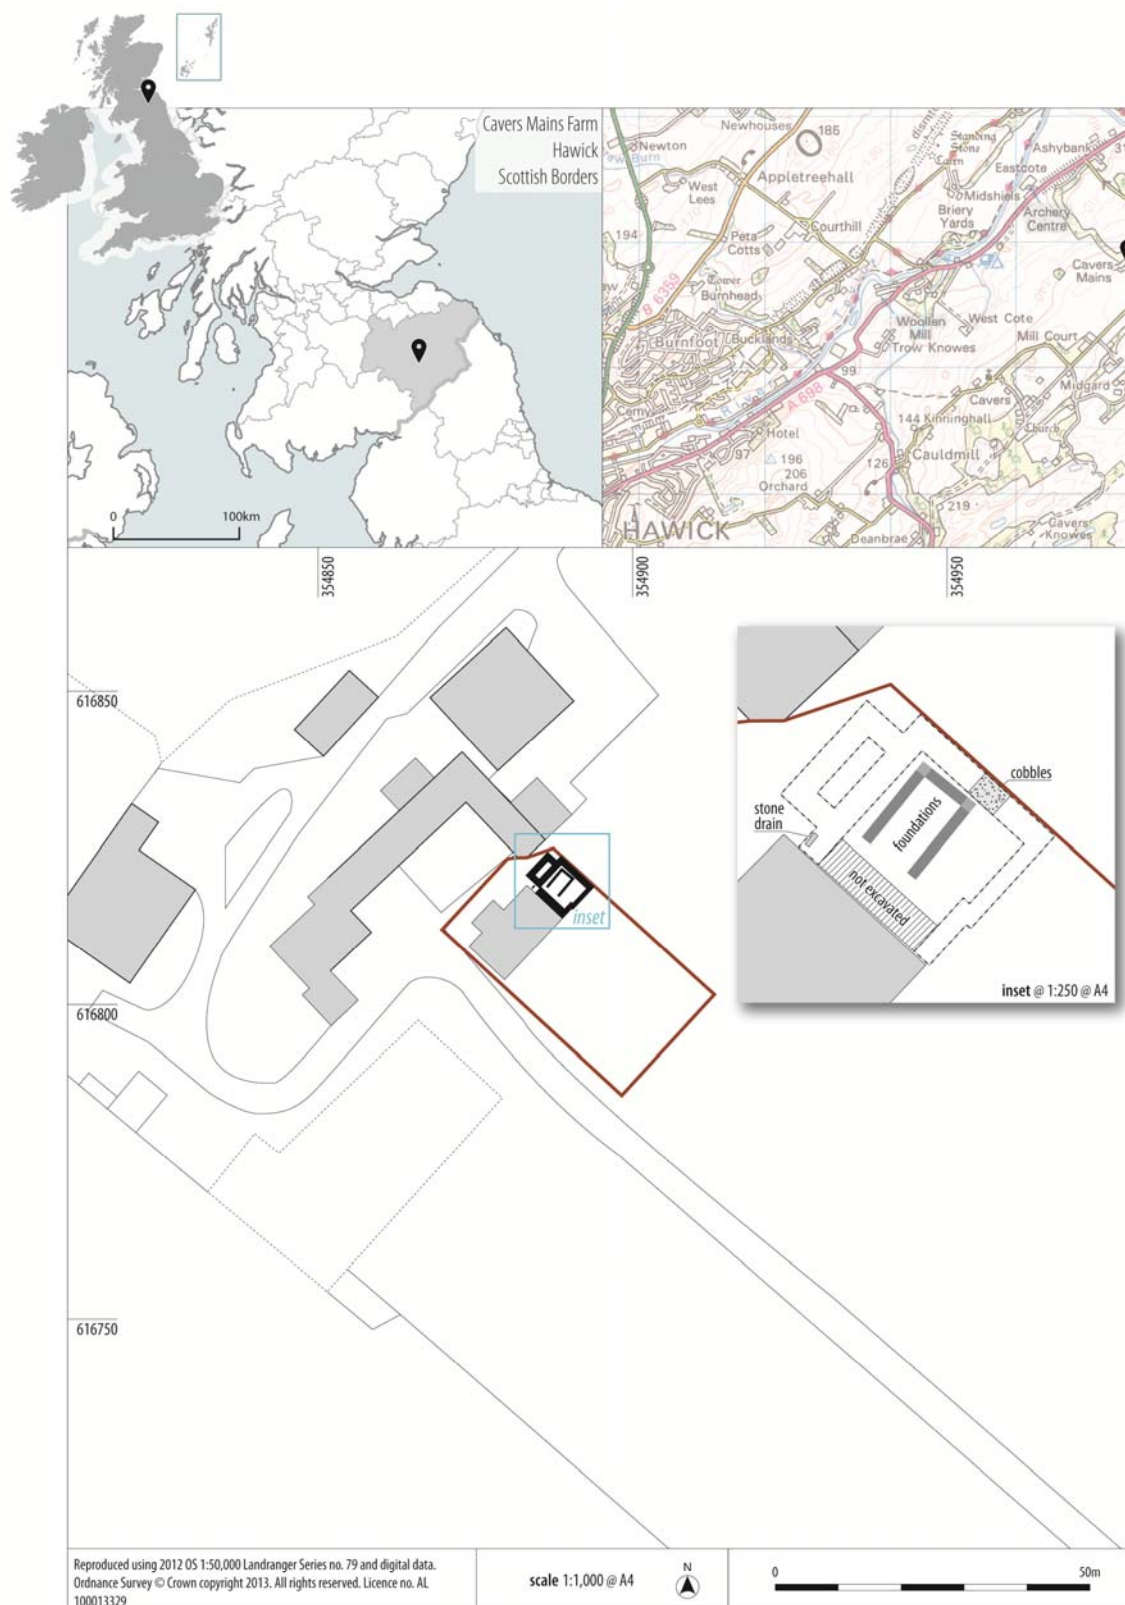 Cavers Mains Farm
Hawick
Scottish Borders
0 100km
Newhouses
185
Newton
West
Lees
Appletreehall
Standing
Stone
Cairn
Ashybank
Eastcote
Midshiels
Briery
Yards
Archery
Centre
Courthill
194
Peta
Cotts
Cavers
Mains
Tower
Burnhead
B 6359
Burnfoot
Bucklands
Woollen
Mill
West Cote
Mill Court
Trow Knowes
99
A 698
River
Cemy
Cavers
Midgard
144 Kinninghall
Church
Hotel
97
196
206
Orchard
126
Cauldmill
219
HAWICK
Deanbrae
Cavers
Knowes
354850
354900
354950
616850
616800
616750
inset
cobbles
stone
drain
foundations
not excavated
inset @ 1:250 @ A4
Reproduced using 2012 OS 1:50,000 Landranger Series no. 79 and digital data.
Ordnance Survey © Crown copyright 2013. All rights reserved. Licence no. AL
100013329
scale 1:1,000 @ A4
N
0 50m